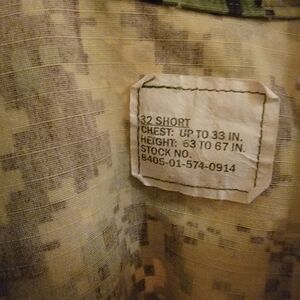 32 SHORT
CHEST: UP TO 33 IN.
HEIGHT: 63 TO 67 IN.
STOCK NO.
8405-01-574-0914